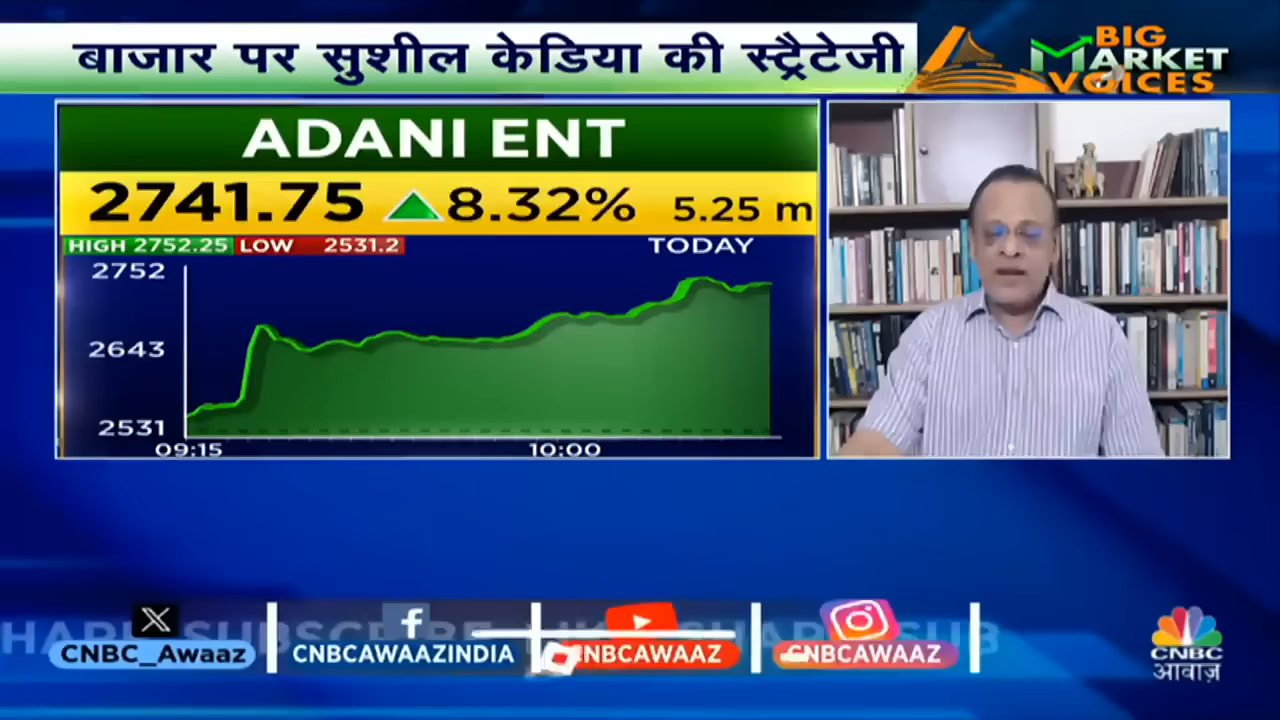 बाजार पर सुशील केडिया की स्ट्रैटेजी
BIG
MARKET
VOICES
ADANI ENT
2741.75 8.32% 5.25 m
HIGH 2752.25 LOW 2531.2 TODAY
2752
2643
2531
09:15 10:00
CNBC_Awaaz
CNBCAWAAZINDIA
NBCAWAAZ
CNBCAWAAZ
CNBC
आवाज़